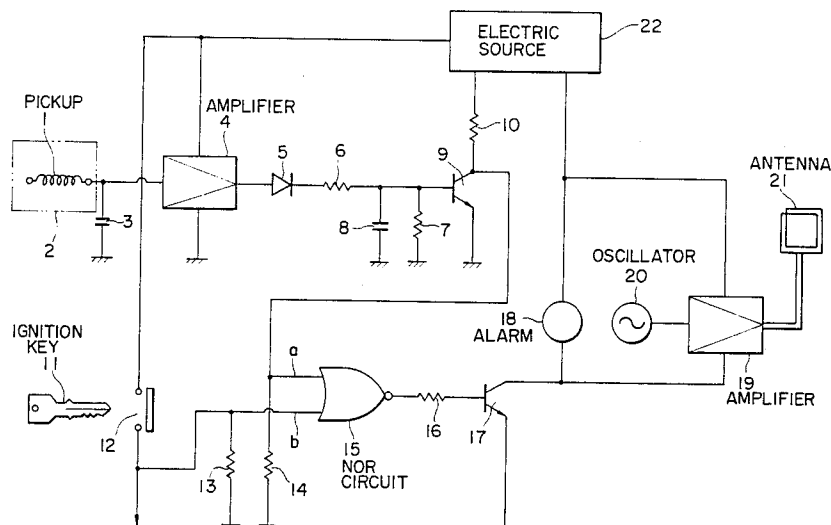 ELECTRIC
SOURCE
22
PICKUP
1
AMPLIFIER
4
5
6
9
10
ANTENNA
21
2
3
8
7
OSCILLATOR
20
18
ALARM
IGNITION
KEY
11
a
b
12
13
14
15
NOR
CIRCUIT
16
17
19
AMPLIFIER